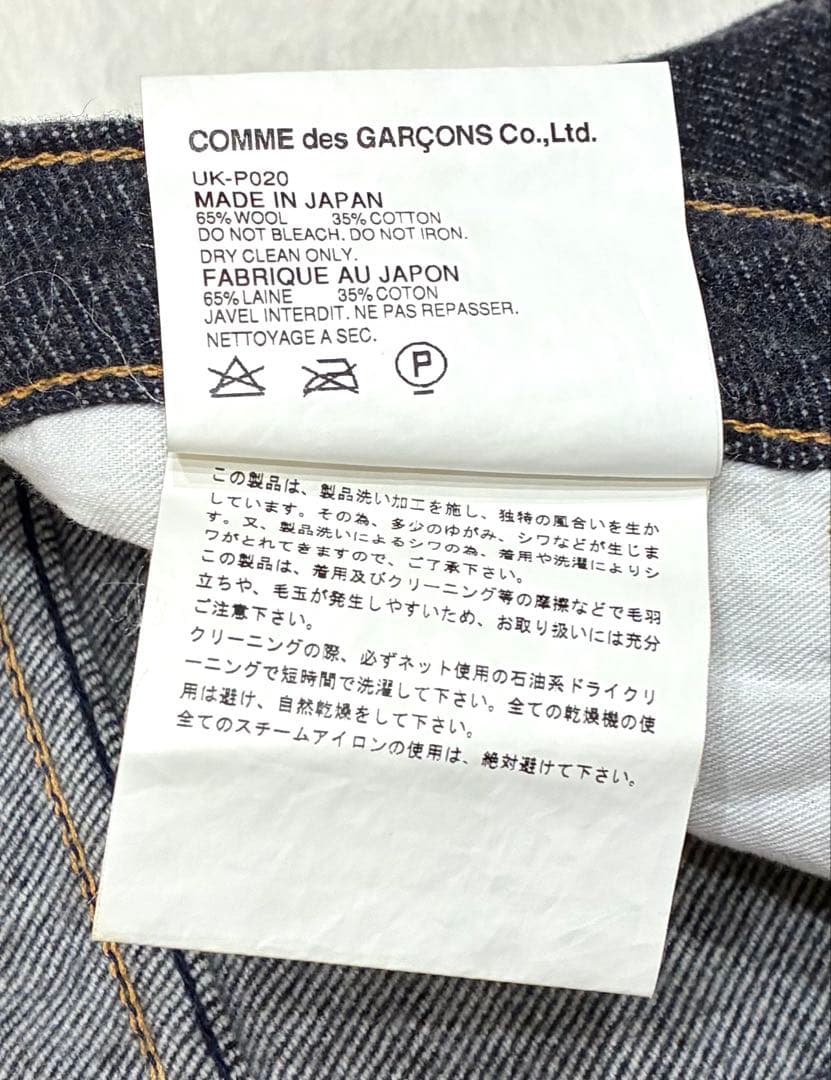 COMME des GARÇONS Co.,Ltd.
UK-P020
MADE IN JAPAN
65% WOOL 35% COTTON
DO NOT BLEACH. DO NOT IRON.
DRY CLEAN ONLY.
FABRIQUE AU JAPON
65% LAINE 35% COTON
JAVEL INTERDIT. NE PAS REPASSER.
NETTOYAGE A SEC.
P
この製品は、製品洗い加工を施し、独特の風合いを生か
しています。その為、多少のゆがみ、シワなどが生じま
す。又、製品洗いによるシワの為、着用や洗濯によりシ
ワがとれてきますので、ご了承下さい。
この製品は、着用及びクリーニング等の摩擦などで毛羽
立ちや、毛玉が発生しやすいため、お取り扱いには充分
ご注意下さい。
クリーニングの際、必ずネット使用の石油系ドライクリ
ーニングで短時間で洗濯して下さい。全ての乾燥機の使
用は避け、自然乾燥をして下さい。
全てのスチームアイロンの使用は、絶対避けて下さい。